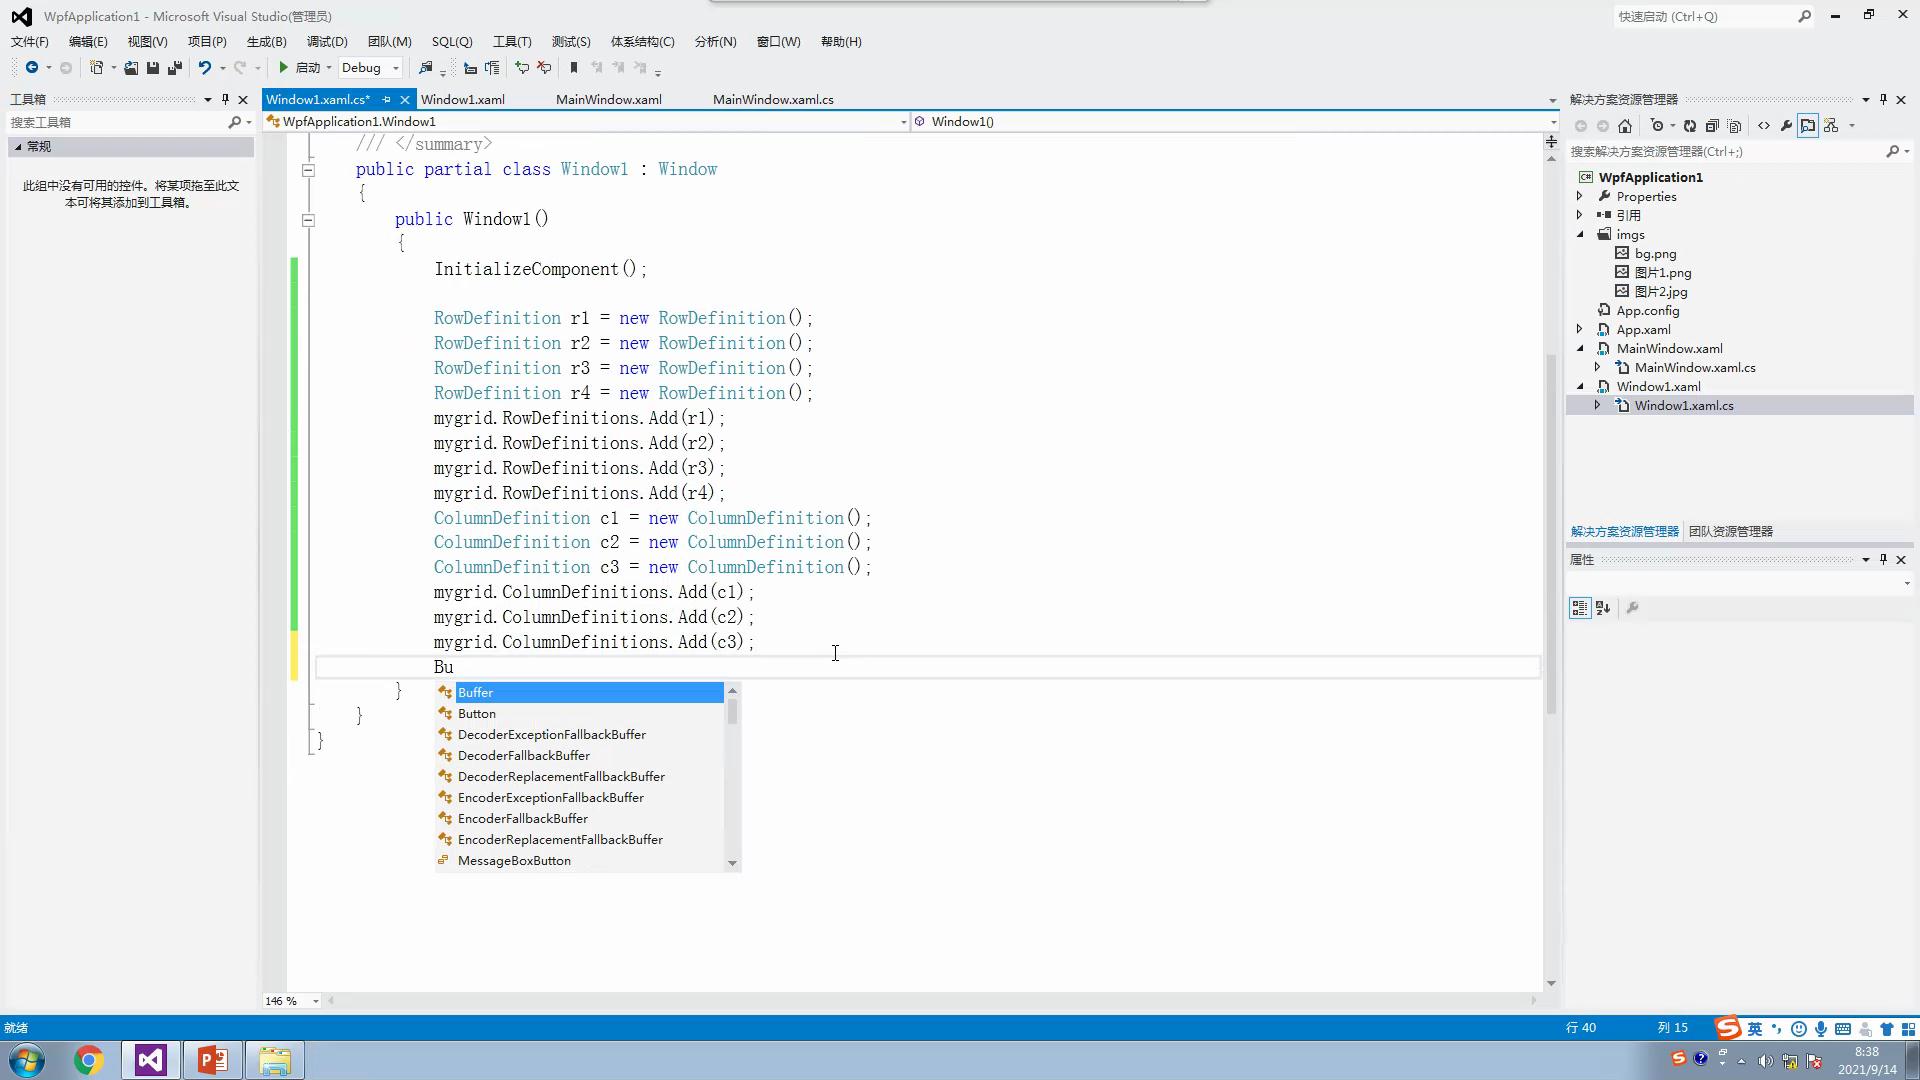 WpfApplication1 - Microsoft Visual Studio(管理员)
快速启动 (Ctrl+Q)
文件(F) 编辑(E) 视图(V) 项目(P) 生成(B) 调试(D) 团队(M) SQL(Q) 工具(T) 测试(S) 体系结构(C) 分析(N) 窗口(W) 帮助(H)
启动 Debug
工具箱
搜索工具箱
常规
此组中没有可用的控件。将某项拖至此文
本可将其添加到工具箱。
Window1.xaml.cs* Window1.xaml MainWindow.xaml MainWindow.xaml.cs
WpfApplication1.Window1 Window1()
/// </summary>
public partial class Window1 : Window
{
public Window1()
{
InitializeComponent();
RowDefinition r1 = new RowDefinition();
RowDefinition r2 = new RowDefinition();
RowDefinition r3 = new RowDefinition();
RowDefinition r4 = new RowDefinition();
mygrid.RowDefinitions.Add(r1);
mygrid.RowDefinitions.Add(r2);
mygrid.RowDefinitions.Add(r3);
mygrid.RowDefinitions.Add(r4);
ColumnDefinition c1 = new ColumnDefinition();
ColumnDefinition c2 = new ColumnDefinition();
ColumnDefinition c3 = new ColumnDefinition();
mygrid.ColumnDefinitions.Add(c1);
mygrid.ColumnDefinitions.Add(c2);
mygrid.ColumnDefinitions.Add(c3);
Bu
}
}
}
Buffer
Button
DecoderExceptionFallbackBuffer
DecoderFallbackBuffer
DecoderReplacementFallbackBuffer
EncoderExceptionFallbackBuffer
EncoderFallbackBuffer
EncoderReplacementFallbackBuffer
MessageBoxButton
146 %
解决方案资源管理器
搜索解决方案资源管理器(Ctrl+;)
C# WpfApplication1
Properties
引用
imgs
bg.png
图片1.png
图片2.jpg
App.config
App.xaml
MainWindow.xaml
MainWindow.xaml.cs
Window1.xaml
Window1.xaml.cs
解决方案资源管理器 团队资源管理器
属性
就绪 行 40 列 15 英
8:38
2021/9/14